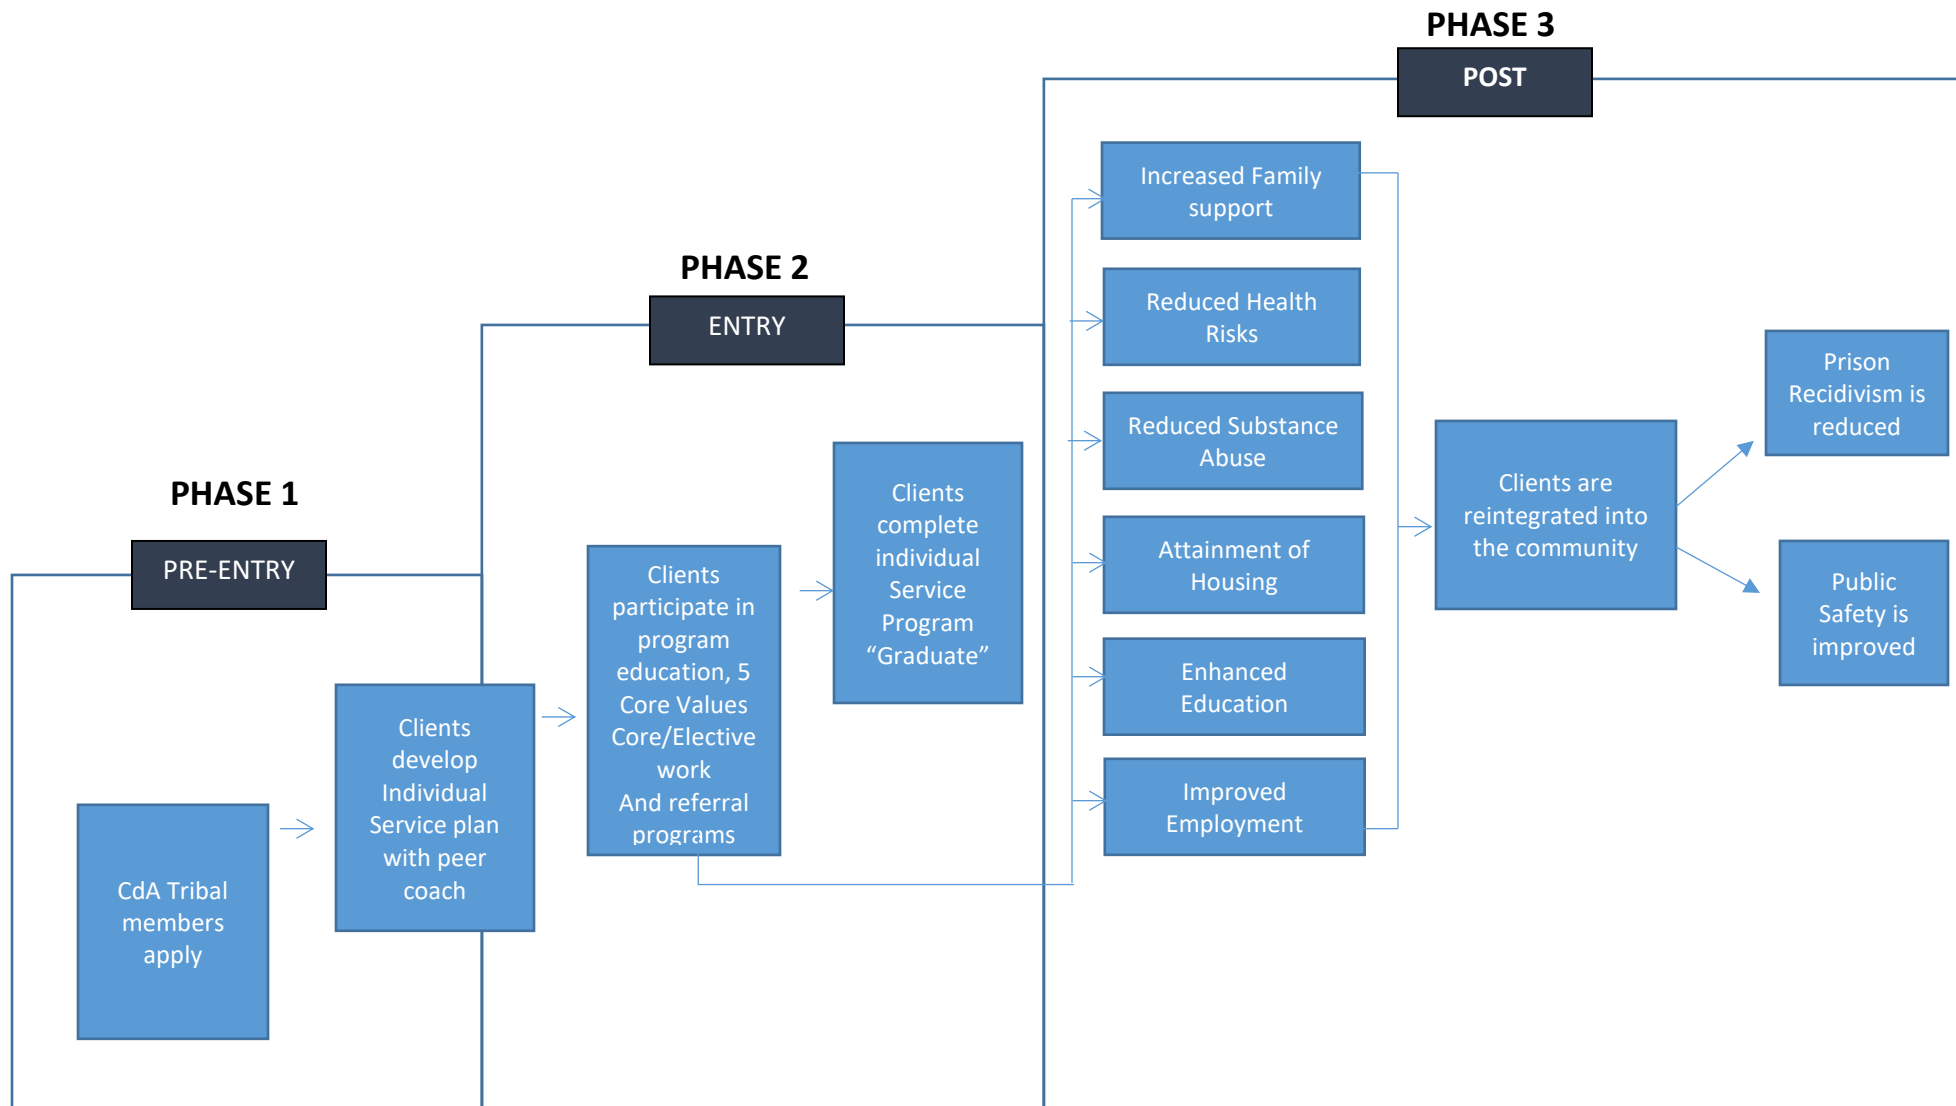 PHASE 1
PRE-ENTRY
CdA Tribal
members
apply
Clients
develop
Individual
Service plan
with peer
coach
PHASE 2
ENTRY
Clients
participate in
program
education, 5
Core Values
Core/Elective
work
And referral
programs
Clients
complete
individual
Service
Program
“Graduate”
PHASE 3
POST
Increased Family
support
Reduced Health
Risks
Reduced Substance
Abuse
Attainment of
Housing
Enhanced
Education
Improved
Employment
Clients are
reintegrated into
the community
Prison
Recidivism is
reduced
Public
Safety is
improved